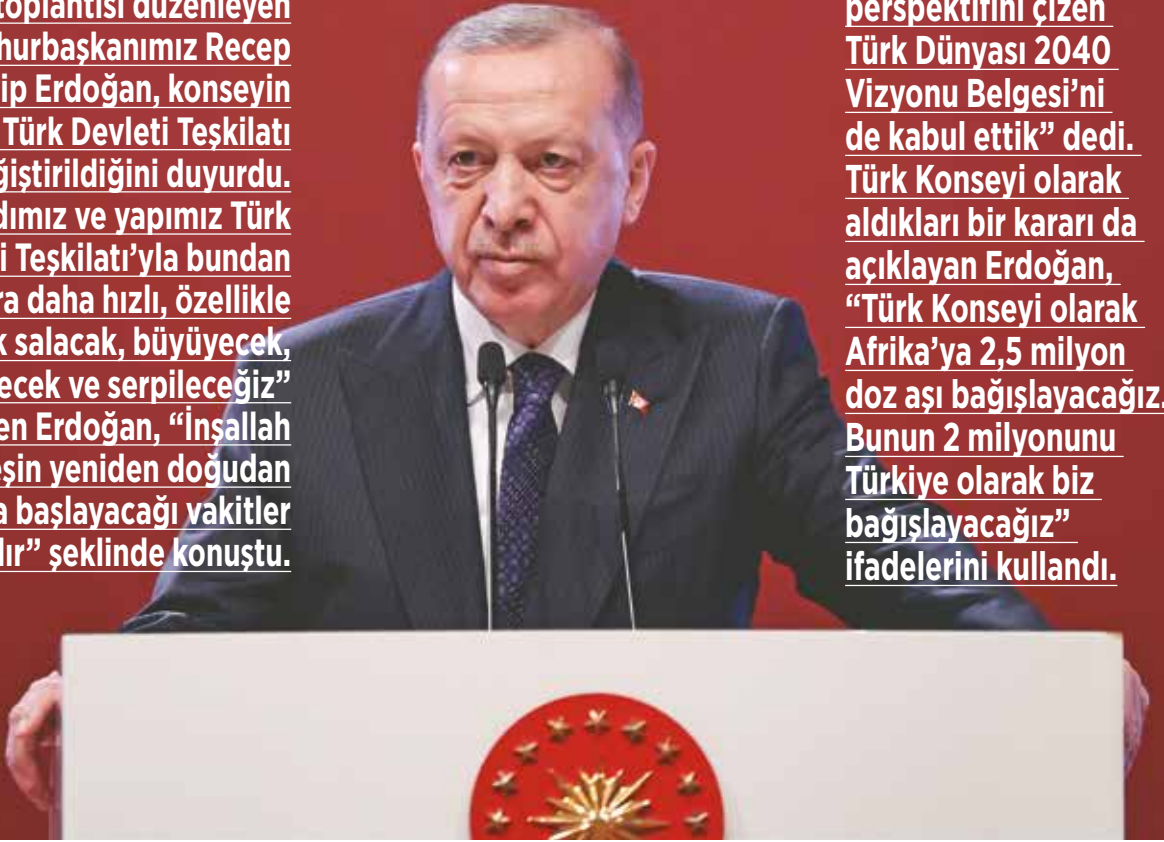 toplantısı düzenleyen
hurbaşkanımız Recep
ip Erdoğan, konseyin
Türk Devleti Teşkilatı
ğiştirildiğini duyurdu.
dımız ve yapımız Türk
i Teşkilatı’yla bundan
ra daha hızlı, özellikle
k salacak, büyüyecek,
ecek ve serpileceğiz”
en Erdoğan, “İnşallah
eşin yeniden doğudan
a başlayacağı vakitler
dır” şeklinde konuştu.
perspektifini çizen
Türk Dünyası 2040
Vizyonu Belgesi’ni
de kabul ettik” dedi.
Türk Konseyi olarak
aldıkları bir kararı da
açıklayan Erdoğan,
“Türk Konseyi olarak
Afrika’ya 2,5 milyon
doz aşı bağışlayacağız.
Bunun 2 milyonunu
Türkiye olarak biz
bağışlayacağız”
ifadelerini kullandı.